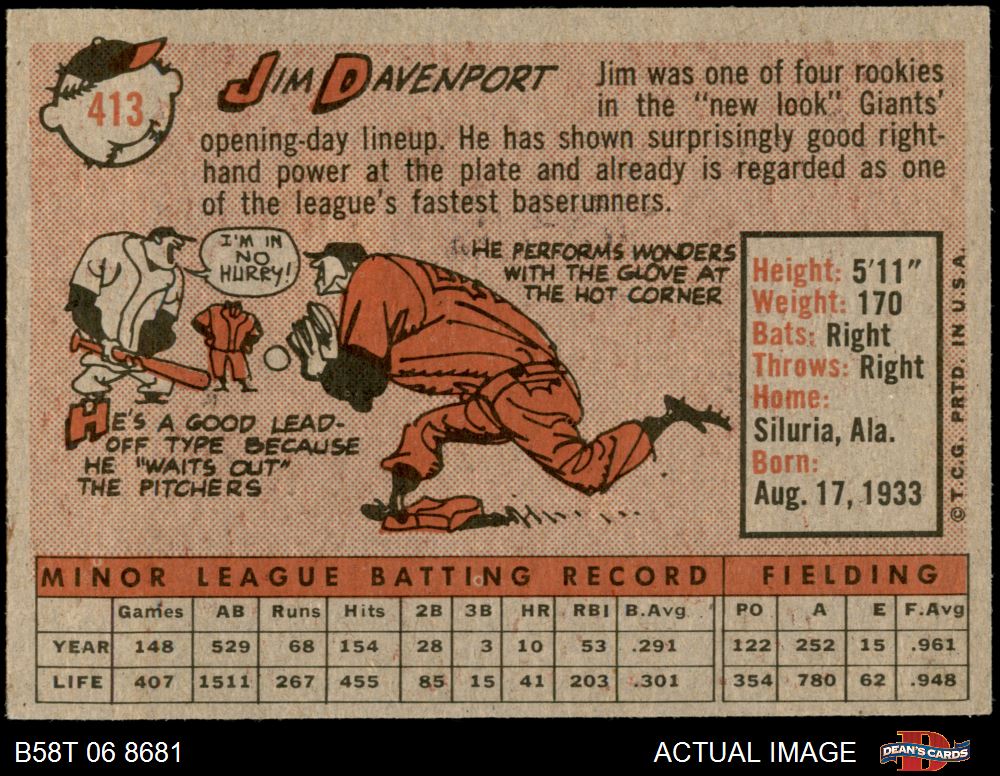 413
JIM DAVENPORT
Jim was one of four rookies
in the "new look" Giants'
opening-day lineup. He has shown surprisingly good right-
hand power at the plate and already is regarded as one
of the league's fastest baserunners.
I'M IN
NO
HURRY!
HE PERFORMS WONDERS
WITH THE GLOVE AT
THE HOT CORNER
HE'S A GOOD LEAD-
OFF TYPE BECAUSE
HE "WAITS OUT"
THE PITCHERS
Height: 5'11"
Weight: 170
Bats: Right
Throws: Right
Home:
Siluria, Ala.
Born:
Aug. 17, 1933
© T.C.G. PRTD. IN U.S.A.
MINOR LEAGUE BATTING RECORD FIELDING
Games AB Runs Hits 2B 3B HR RBI B.Avg. PO A E F.Avg
YEAR 148 529 68 154 28 3 10 53 .291 122 252 15 .961
LIFE 407 1511 267 455 85 15 41 203 .301 354 780 62 .948
B58T 06 8681 ACTUAL IMAGE DEAN'S CARDS